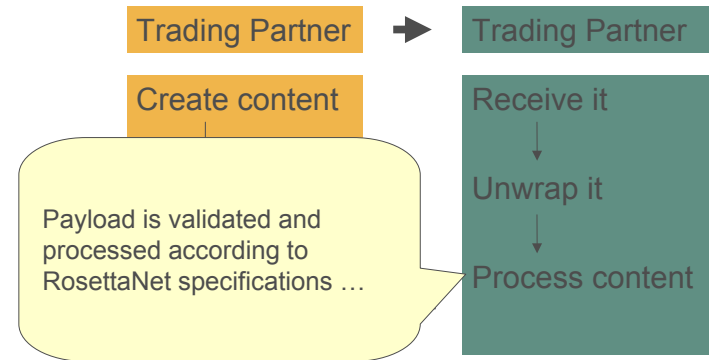 Trading Partner
Trading Partner
Create content
Receive it
Unwrap it
Payload is validated and
processed according to
RosettaNet specifications …
Process content